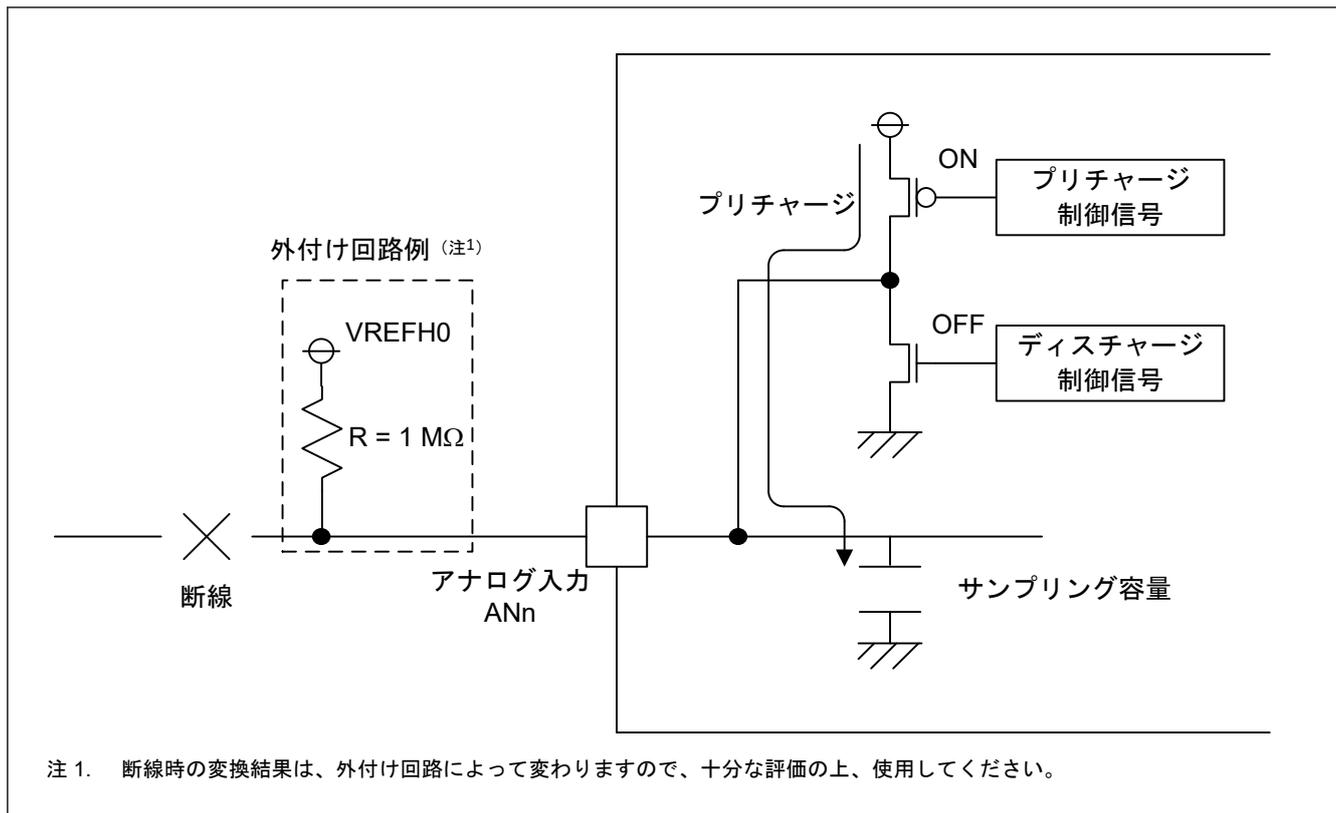 ON
プリチャージ
制御信号
プリチャージ
外付け回路例（注1）
VREFH0
OFF
ディスチャージ
制御信号
R = 1 MΩ
断線
アナログ入力
ANn
サンプリング容量
注 1. 断線時の変換結果は、外付け回路によって変わりますので、十分な評価の上、使用してください。